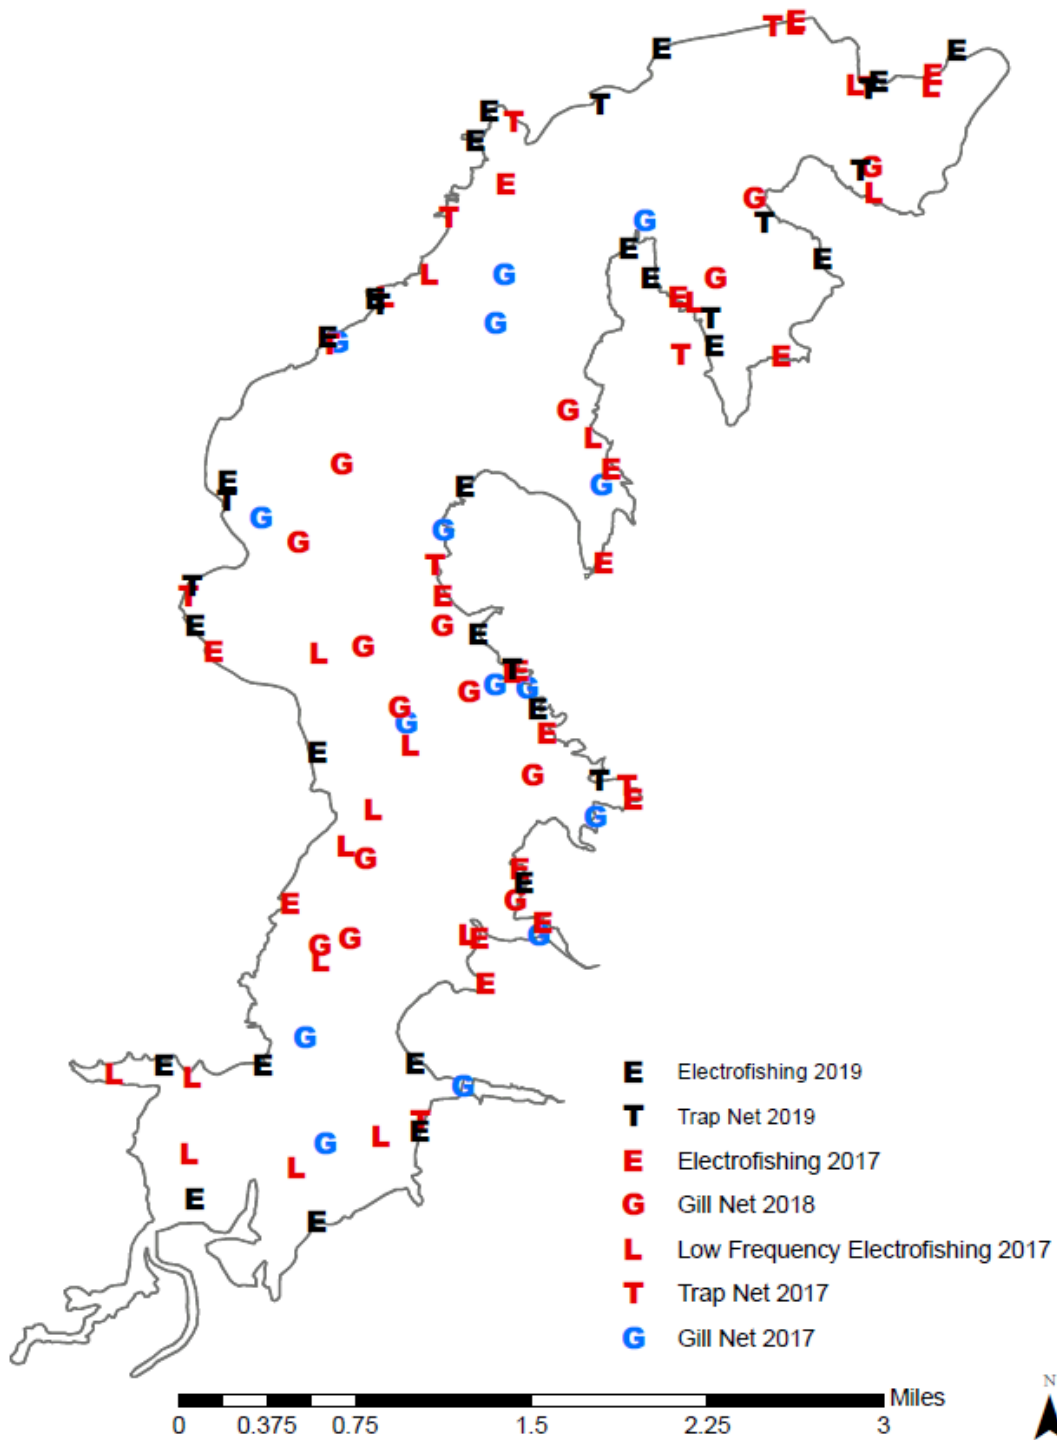 T E
E E
L T E E E
E T T
E
T G
E
G L
T G T
E E
L G E G
E T L E L
G T
E T G T E E
G
L
G E
E E G
T
G G
G
T E
T T E
E G E
E L G
T L E
G G G
G E
G
E
E L
G T T
E
L G
L
G
E
E
E G
E
G G L E G
L
E
G
E E E
L L G
T
G L E
L
L
E
E
E Electrofishing 2019
T Trap Net 2019
E Electrofishing 2017
G Gill Net 2018
L Low Frequency Electrofishing 2017
T Trap Net 2017
G Gill Net 2017
N
Miles
0 0.375 0.75 1.5 2.25 3